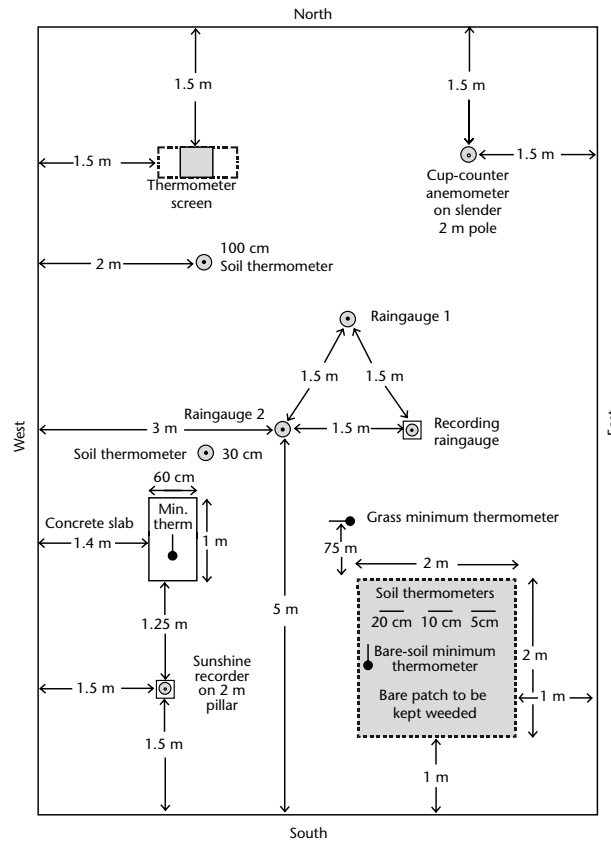 North
1.5 m
1.5 m
1.5 m
1.5 m
Thermometer
screen
Cup-counter
anemometer
on slender
2 m pole
100 cm
Soil thermometer
2 m
Raingauge 1
1.5 m
1.5 m
West
East
Raingauge 2
3 m
1.5 m
Recording
raingauge
Soil thermometer
30 cm
60 cm
Concrete slab
Min.
therm
1 m
1.4 m
Grass minimum thermometer
75 m
2 m
5 m
Soil thermometers
20 cm
10 cm
5cm
1.25 m
Bare-soil minimum
thermometer
2 m
Sunshine
recorder
on 2 m
pillar
1.5 m
1 m
Bare patch to be
kept weeded
1.5 m
1 m
South